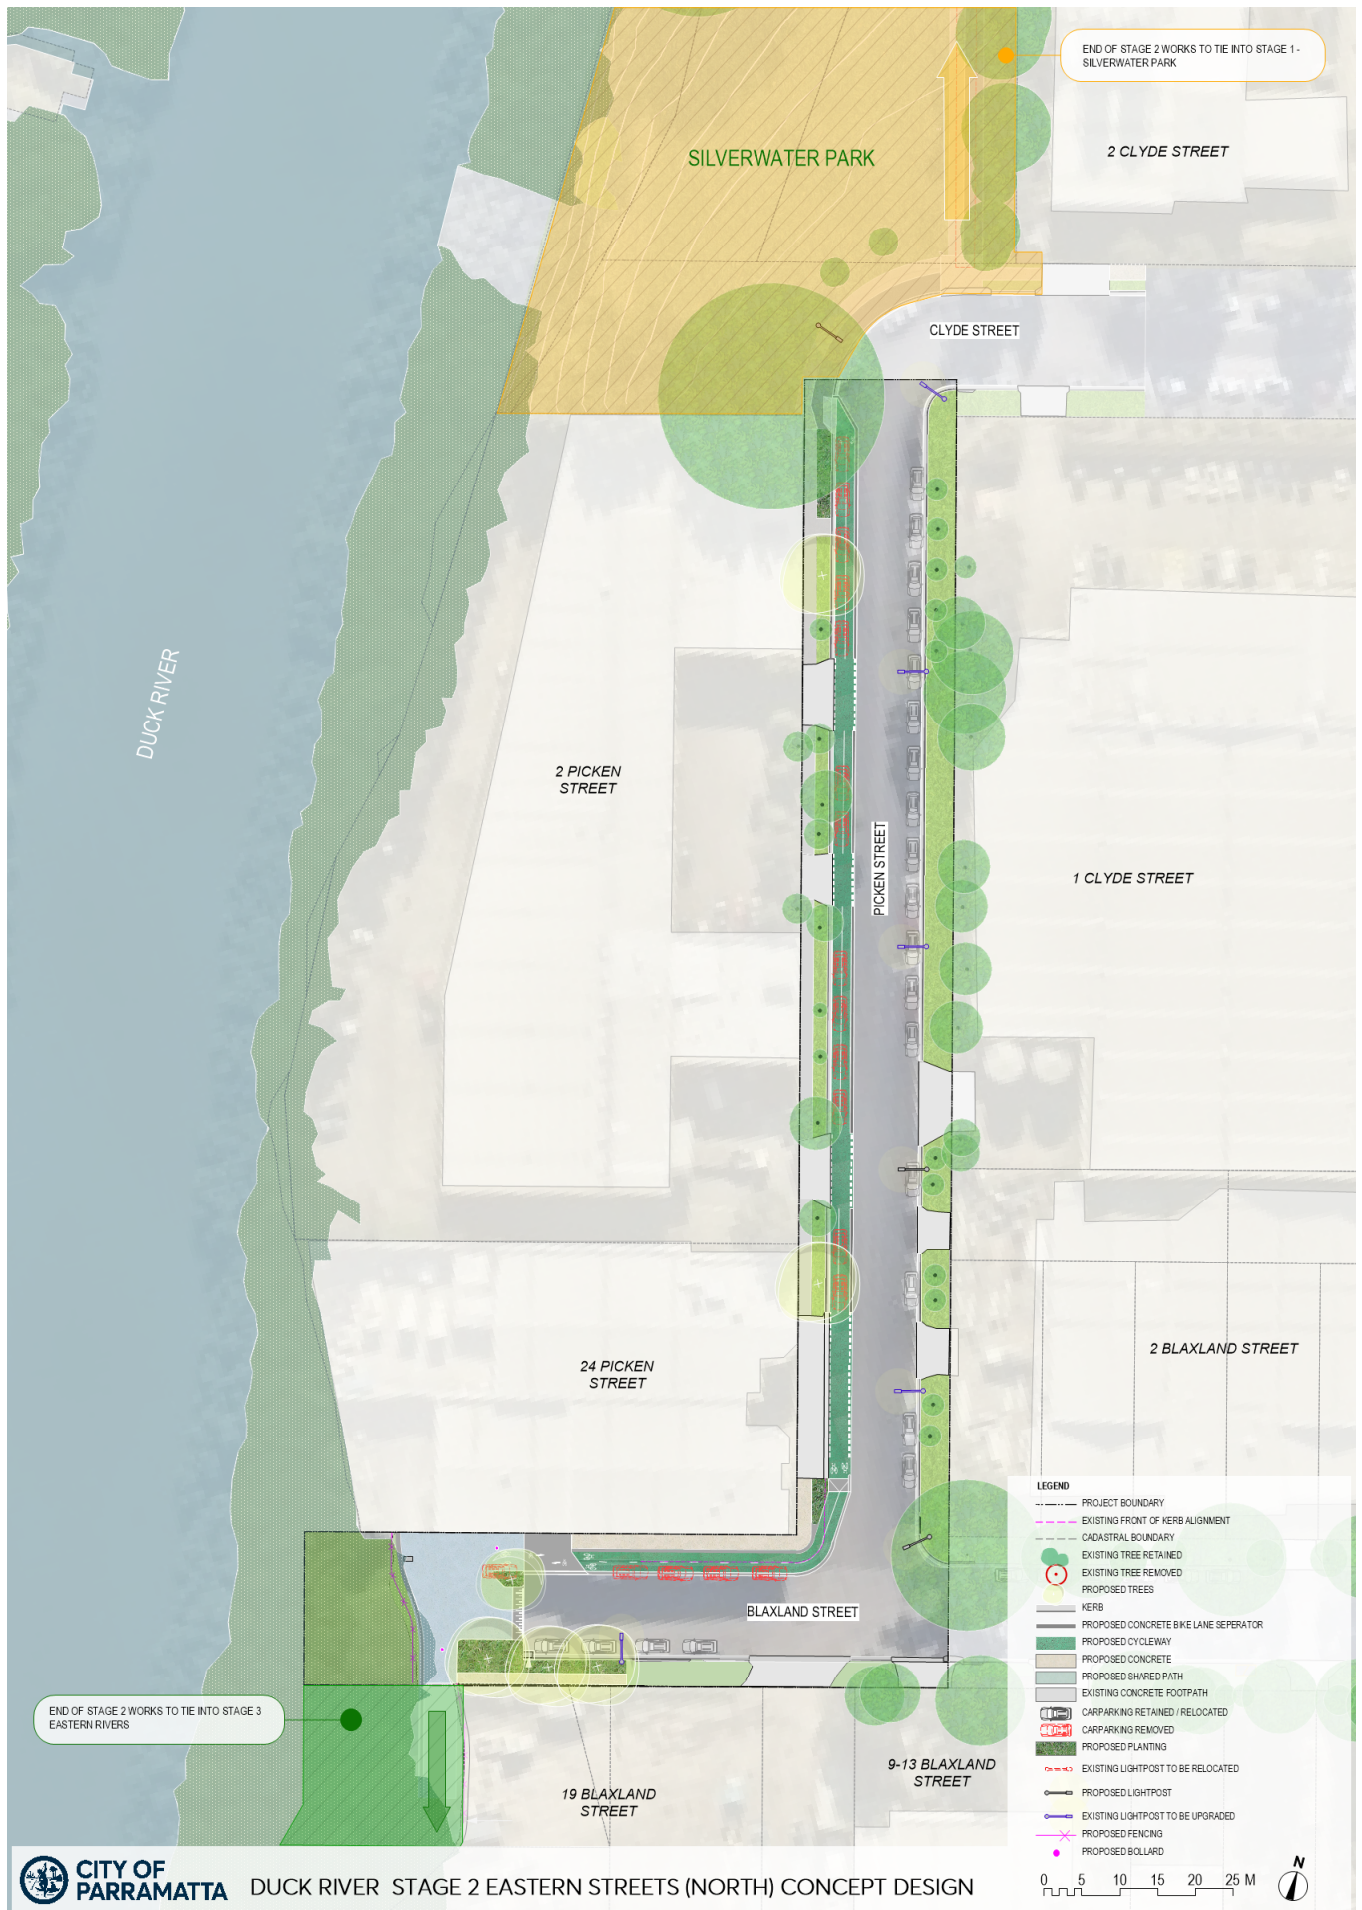 END OF STAGE 2 WORKS TO TIE INTO STAGE 1 -
SILVERWATER PARK
SILVERWATER PARK
2 CLYDE STREET
CLYDE STREET
DUCK RIVER
2 PICKEN
STREET
PICKEN STREET
1 CLYDE STREET
24 PICKEN
STREET
2 BLAXLAND STREET
BLAXLAND STREET
END OF STAGE 2 WORKS TO TIE INTO STAGE 3
EASTERN RIVERS
19 BLAXLAND
STREET
9-13 BLAXLAND
STREET
LEGEND
PROJECT BOUNDARY
EXISTING FRONT OF KERB ALIGNMENT
CADASTRAL BOUNDARY
EXISTING TREE RETAINED
EXISTING TREE REMOVED
PROPOSED TREES
KERB
PROPOSED CONCRETE BIKE LANE SEPERATOR
PROPOSED CYCLEWAY
PROPOSED CONCRETE
PROPOSED SHARED PATH
EXISTING CONCRETE FOOTPATH
CARPARKING RETAINED / RELOCATED
CARPARKING REMOVED
PROPOSED PLANTING
EXISTING LIGHTPOST TO BE RELOCATED
PROPOSED LIGHTPOST
EXISTING LIGHTPOST TO BE UPGRADED
PROPOSED FENCING
PROPOSED BOLLARD
0 5 10 15 20 25 M
N
CITY OF
PARRAMATTA
DUCK RIVER STAGE 2 EASTERN STREETS (NORTH) CONCEPT DESIGN